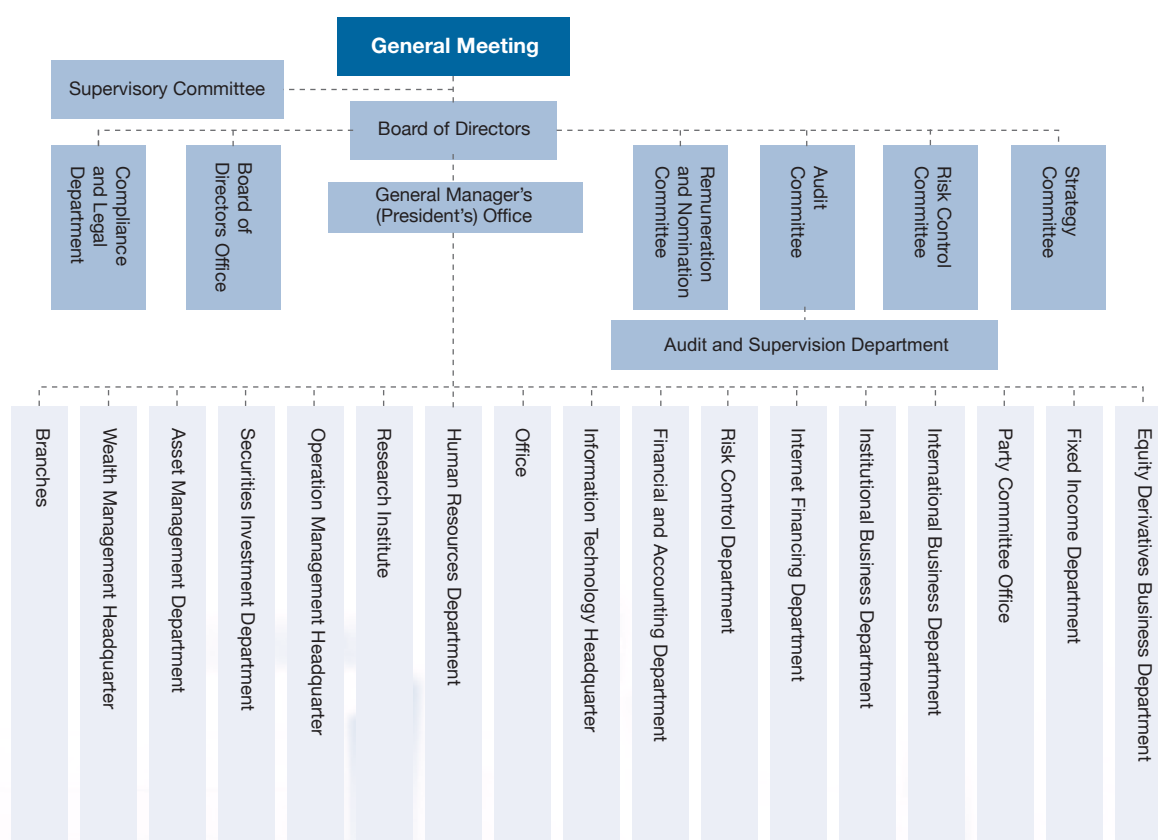 General Meeting
Supervisory Committee
Board of Directors
Compliance
and Legal
Department
Board of
Directors Office
General Manager's
(President's) Office
Remuneration
and Nomination
Committee
Audit
Committee
Risk Control
Committee
Strategy
Committee
Audit and Supervision Department
Branches
Wealth Management Headquarter
Asset Management Department
Securities Investment Department
Operation Management Headquarter
Research Institute
Human Resources Department
Office
Information Technology Headquarter
Financial and Accounting Department
Risk Control Department
Internet Financing Department
Institutional Business Department
International Business Department
Party Committee Office
Fixed Income Department
Equity Derivatives Business Department